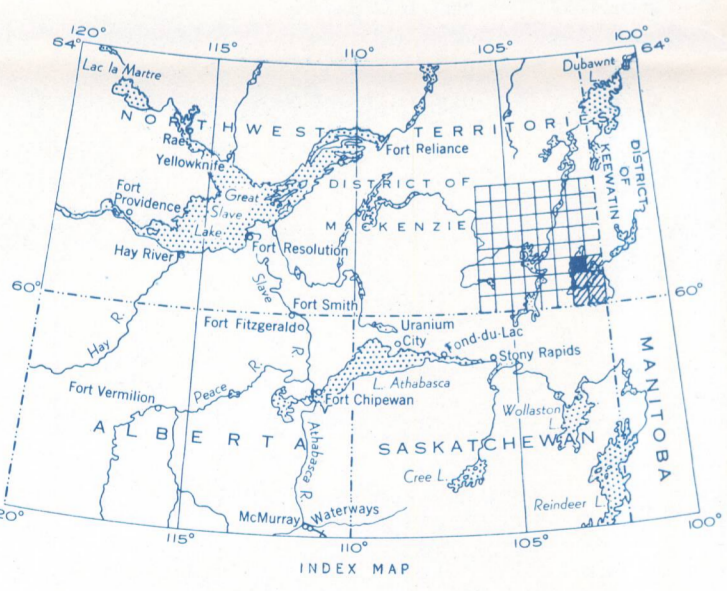 120°
115°
110°
105°
100°
64°
64°
Lac la Martre
Dubawnt
L.
NORTHWEST TERRITORIES
Rae
Yellowknife
Fort Reliance
DISTRICT OF
MACKENZIE
DISTRICT
OF
KEEWATIN
Fort
Providence
Great
Slave
Lake
Hay River
Fort Resolution
Slave
R.
60°
60°
Fort Smith
Hay R.
Fort Fitzgerald
Uranium
City
Fond-du-Lac
Stony Rapids
Fort Vermilion
Peace R.
L. Athabasca
Fort Chipewan
MANITOBA
Wollaston
L.
ALBERTA
Athabasca R.
SASKATCHEWAN
Cree L.
Reindeer L.
McMurray
Waterways
20°
115°
110°
105°
100°
INDEX MAP